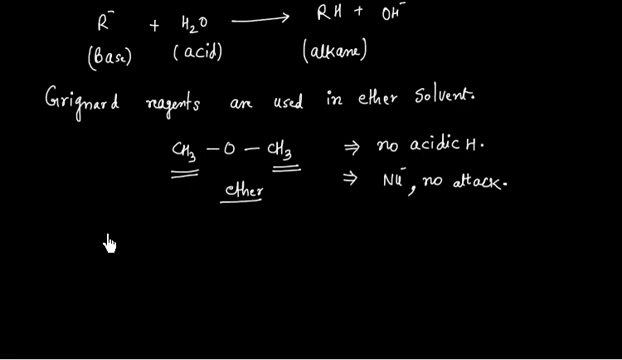 R⁻ + H₂O ⟶ RH + OH⁻
(Base) (acid) (alkane)
Grignard reagents are used in ether solvent.
CH₃ – O – CH₃ ⇒ no acidic H.
ether ⇒ Nu⁻, no attack.